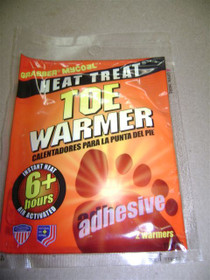 GRABBER MYCOAL
HEAT TREAT
TOE
WARMER
CALENTADORES PARA LA PUNTA DEL PIE
INSTANT HEAT
6+
hours
AIR ACTIVATED
adhesive
2 warmers